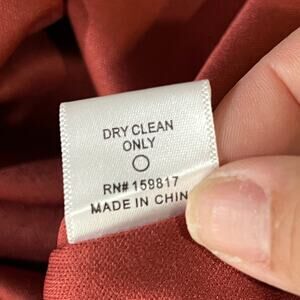 DRY CLEAN
ONLY
RN# 159817
MADE IN CHIN